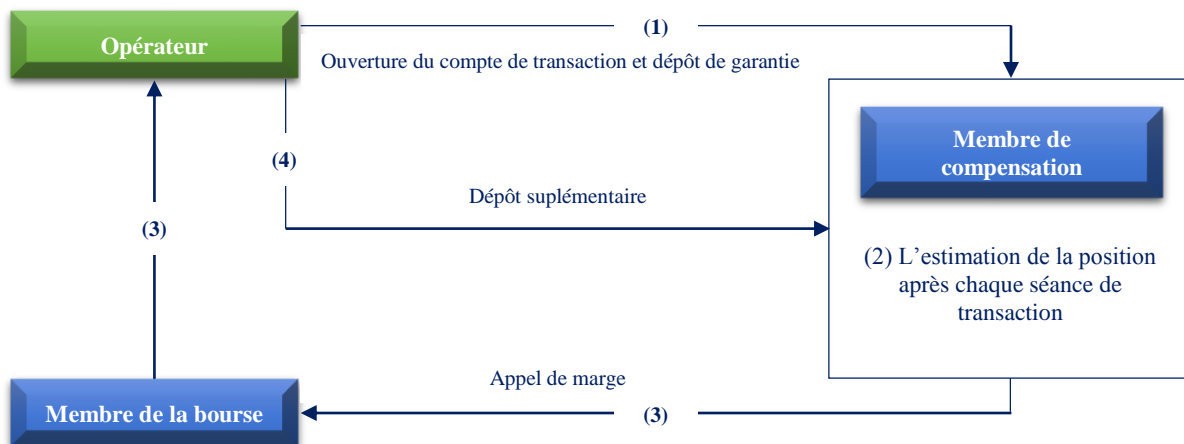 (1)
Opérateur
Ouverture du compte de transaction et dépôt de garantie
Membre de
compensation
(4)
Dépôt suplémentaire
(3)
(2) L’estimation de la position
après chaque séance de
transaction
Appel de marge
Membre de la bourse
(3)